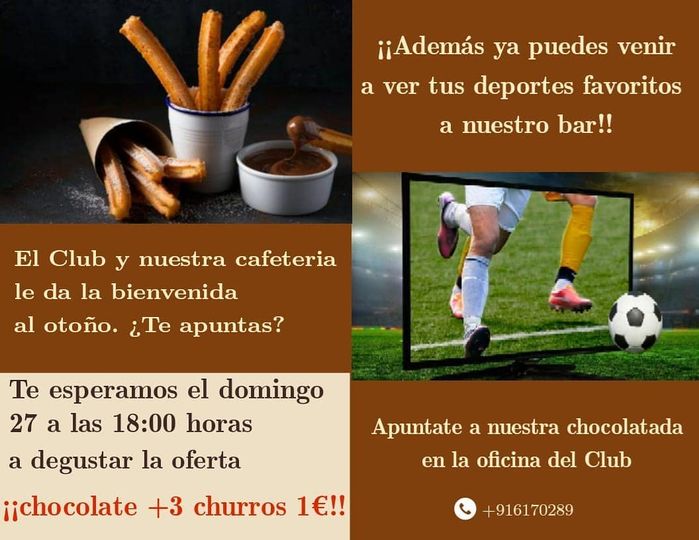 El Club y nuestra cafeteria
le da la bienvenida
al otoño. ¿Te apuntas?
Te esperamos el domingo
27 a las 18:00 horas
a degustar la oferta
¡¡chocolate +3 churros 1€!!
¡¡Además ya puedes venir
a ver tus deportes favoritos
a nuestro bar!!
Apuntate a nuestra chocolatada
en la oficina del Club
+916170289